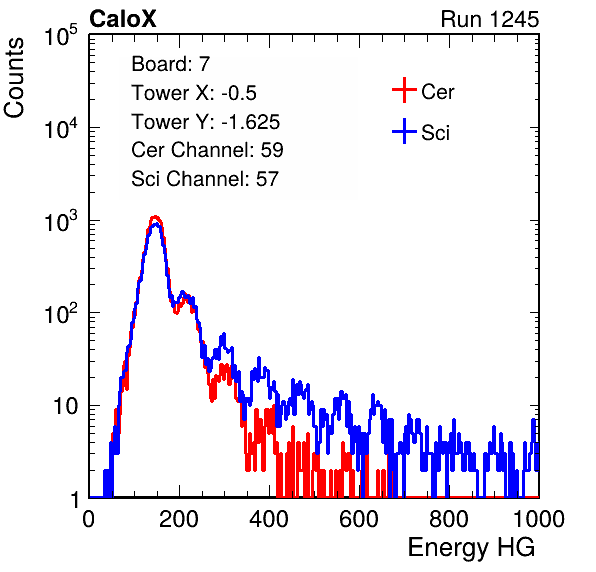 CaloX Run 1245
Counts
Board: 7
Tower X: -0.5
Tower Y: -1.625
Cer Channel: 59
Sci Channel: 57
Cer
Sci
10^5
10^4
10^3
10^2
10
1
0 200 400 600 800 1000
Energy HG